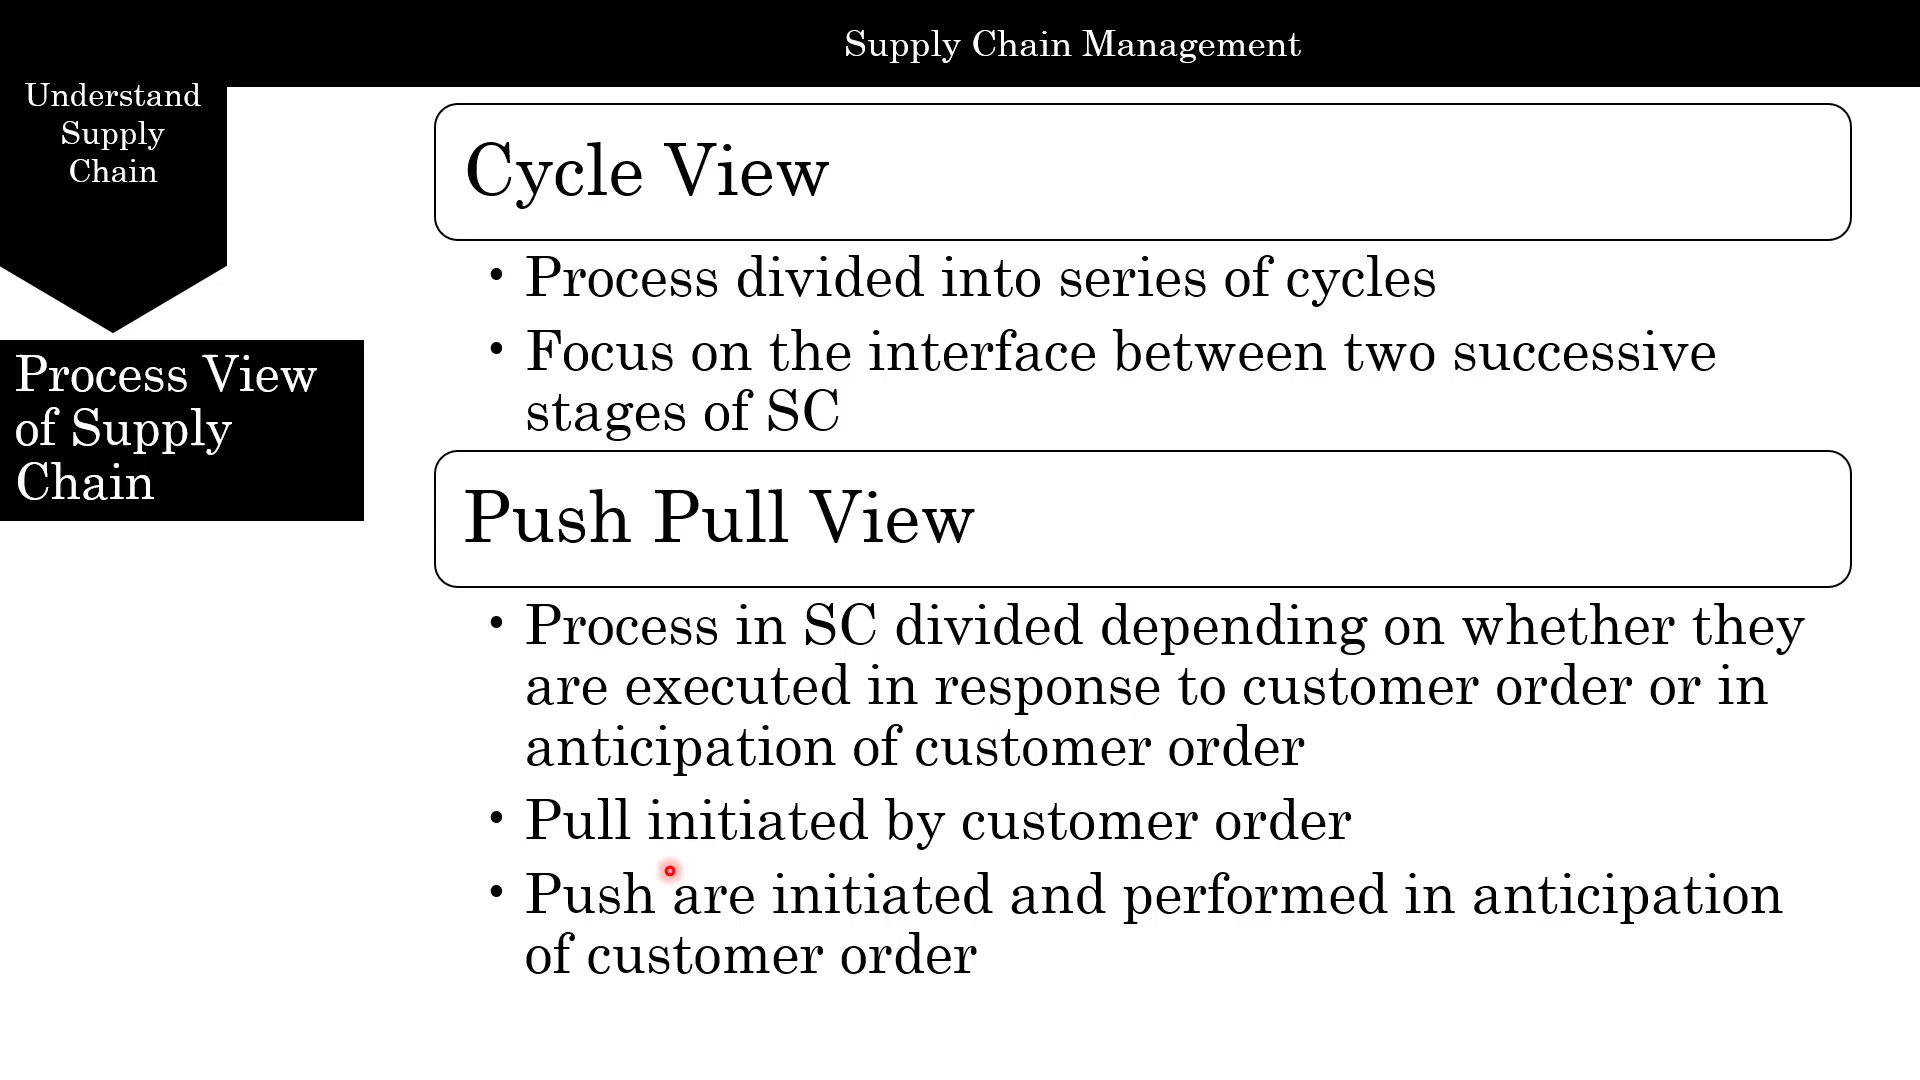 Supply Chain Management
Understand
Supply
Chain
Process View
of Supply
Chain
Cycle View
• Process divided into series of cycles
• Focus on the interface between two successive
stages of SC
Push Pull View
• Process in SC divided depending on whether they
are executed in response to customer order or in
anticipation of customer order
• Pull initiated by customer order
• Push are initiated and performed in anticipation
of customer order